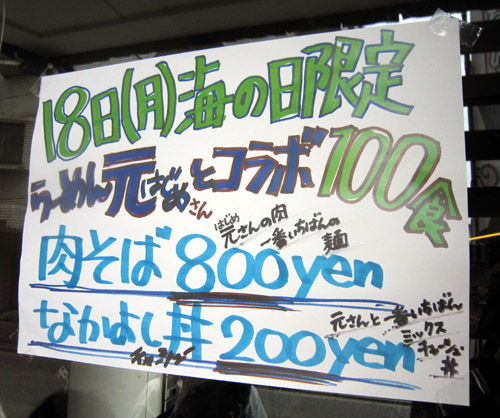 18日(月)海の日限定
らーめん元はじめさんとコラボ100食
はじめ
元さんの肉
一番いちばんの
麺
肉そば800yen
なかよし丼200yen
元さんと一番いちばん
ミックス
チャーシュー
丼